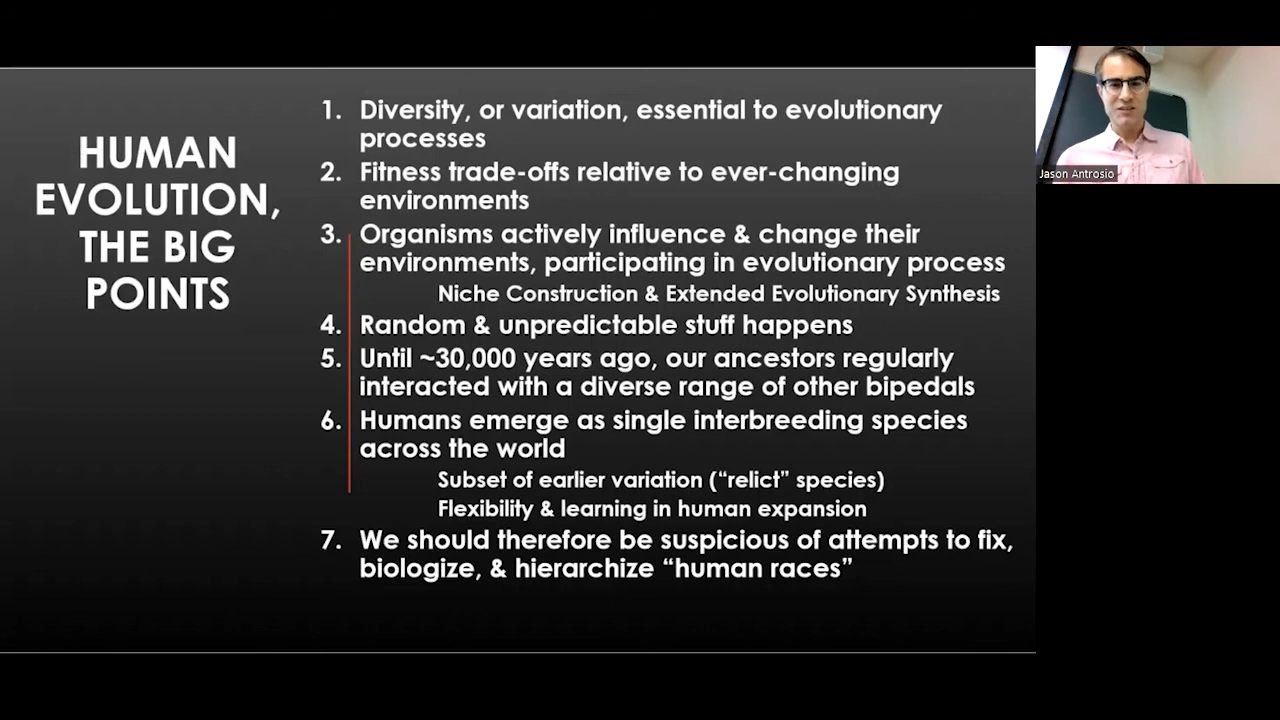 HUMAN
EVOLUTION,
THE BIG
POINTS
1. Diversity, or variation, essential to evolutionary
processes
2. Fitness trade-offs relative to ever-changing
environments
3. Organisms actively influence & change their
environments, participating in evolutionary process
Niche Construction & Extended Evolutionary Synthesis
4. Random & unpredictable stuff happens
5. Until ~30,000 years ago, our ancestors regularly
interacted with a diverse range of other bipedals
6. Humans emerge as single interbreeding species
across the world
Subset of earlier variation (“relict” species)
Flexibility & learning in human expansion
7. We should therefore be suspicious of attempts to fix,
biologize, & hierarchize “human races”
Jason Antrosio